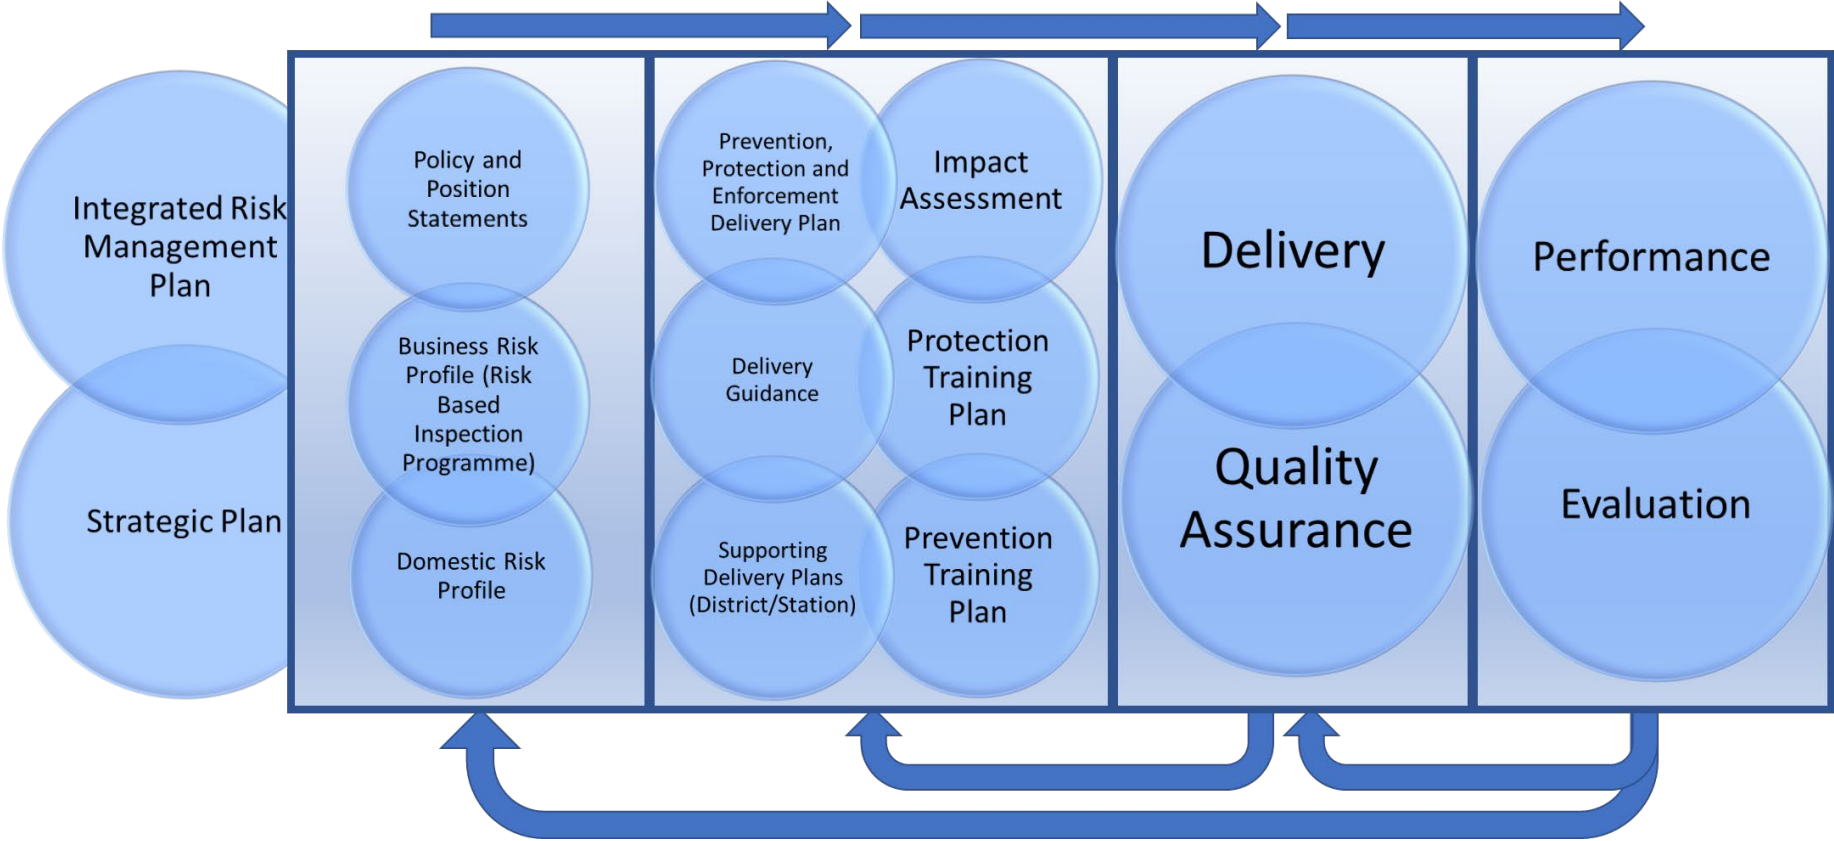 Integrated Risk
Management
Plan
Strategic Plan
Policy and
Position
Statements
Business Risk
Profile (Risk
Based
Inspection
Programme)
Domestic Risk
Profile
Prevention,
Protection and
Enforcement
Delivery Plan
Delivery
Guidance
Supporting
Delivery Plans
(District/Station)
Impact
Assessment
Protection
Training
Plan
Prevention
Training
Plan
Delivery
Quality
Assurance
Performance
Evaluation